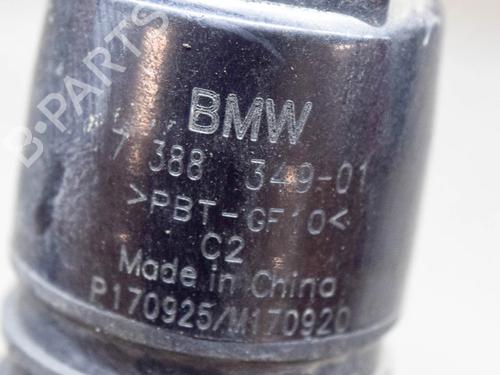 B-PARTS
BMW
7 388 349-01
>PBT-GF10<
C2
Made in China
P170925/M170920